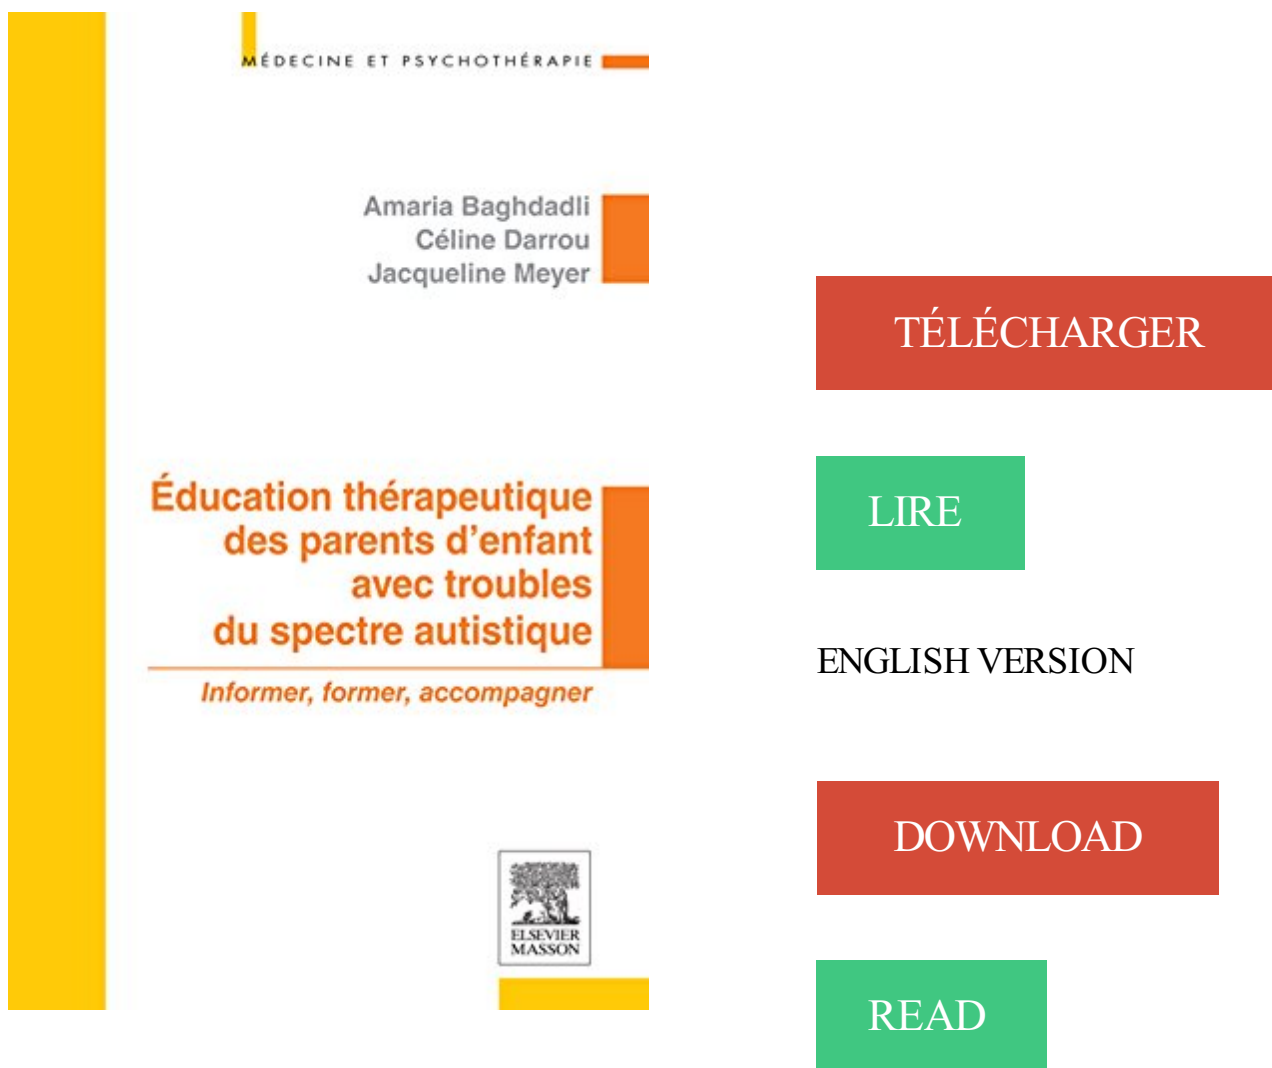 MÉDECINE ET PSYCHOTHÉRAPIE
Amaria Baghdadli
Céline Darrou
Jacqueline Meyer
Éducation thérapeutique
des parents d'enfant
avec troubles
du spectre autistique
Informer, former, accompagner
ELSEVIER
MASSON
TÉLÉCHARGER
LIRE
ENGLISH VERSION
DOWNLOAD
READ